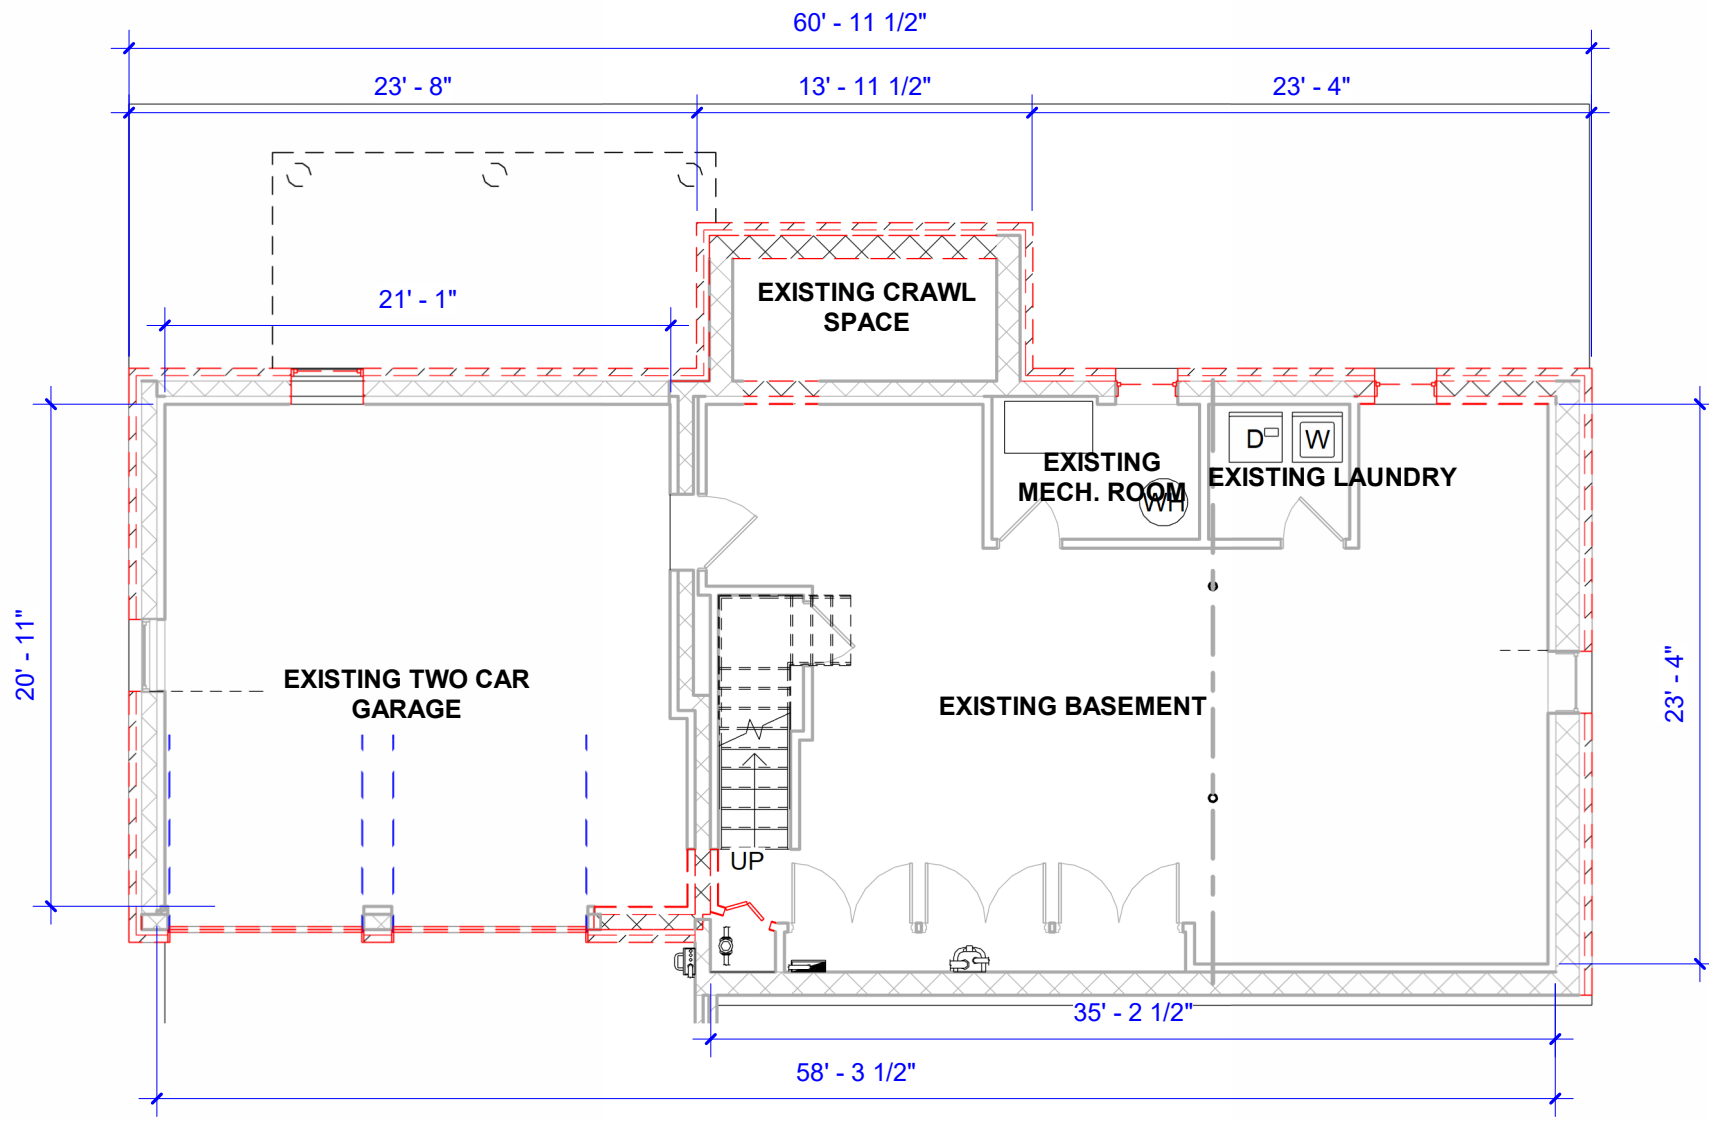 60' - 11 1/2"
23' - 8"
13' - 11 1/2"
23' - 4"
EXISTING CRAWL
SPACE
21' - 1"
D
W
EXISTING
MECH. ROOM
EXISTING LAUNDRY
WH
20' - 11"
EXISTING TWO CAR
GARAGE
EXISTING BASEMENT
23' - 4"
UP
35' - 2 1/2"
58' - 3 1/2"